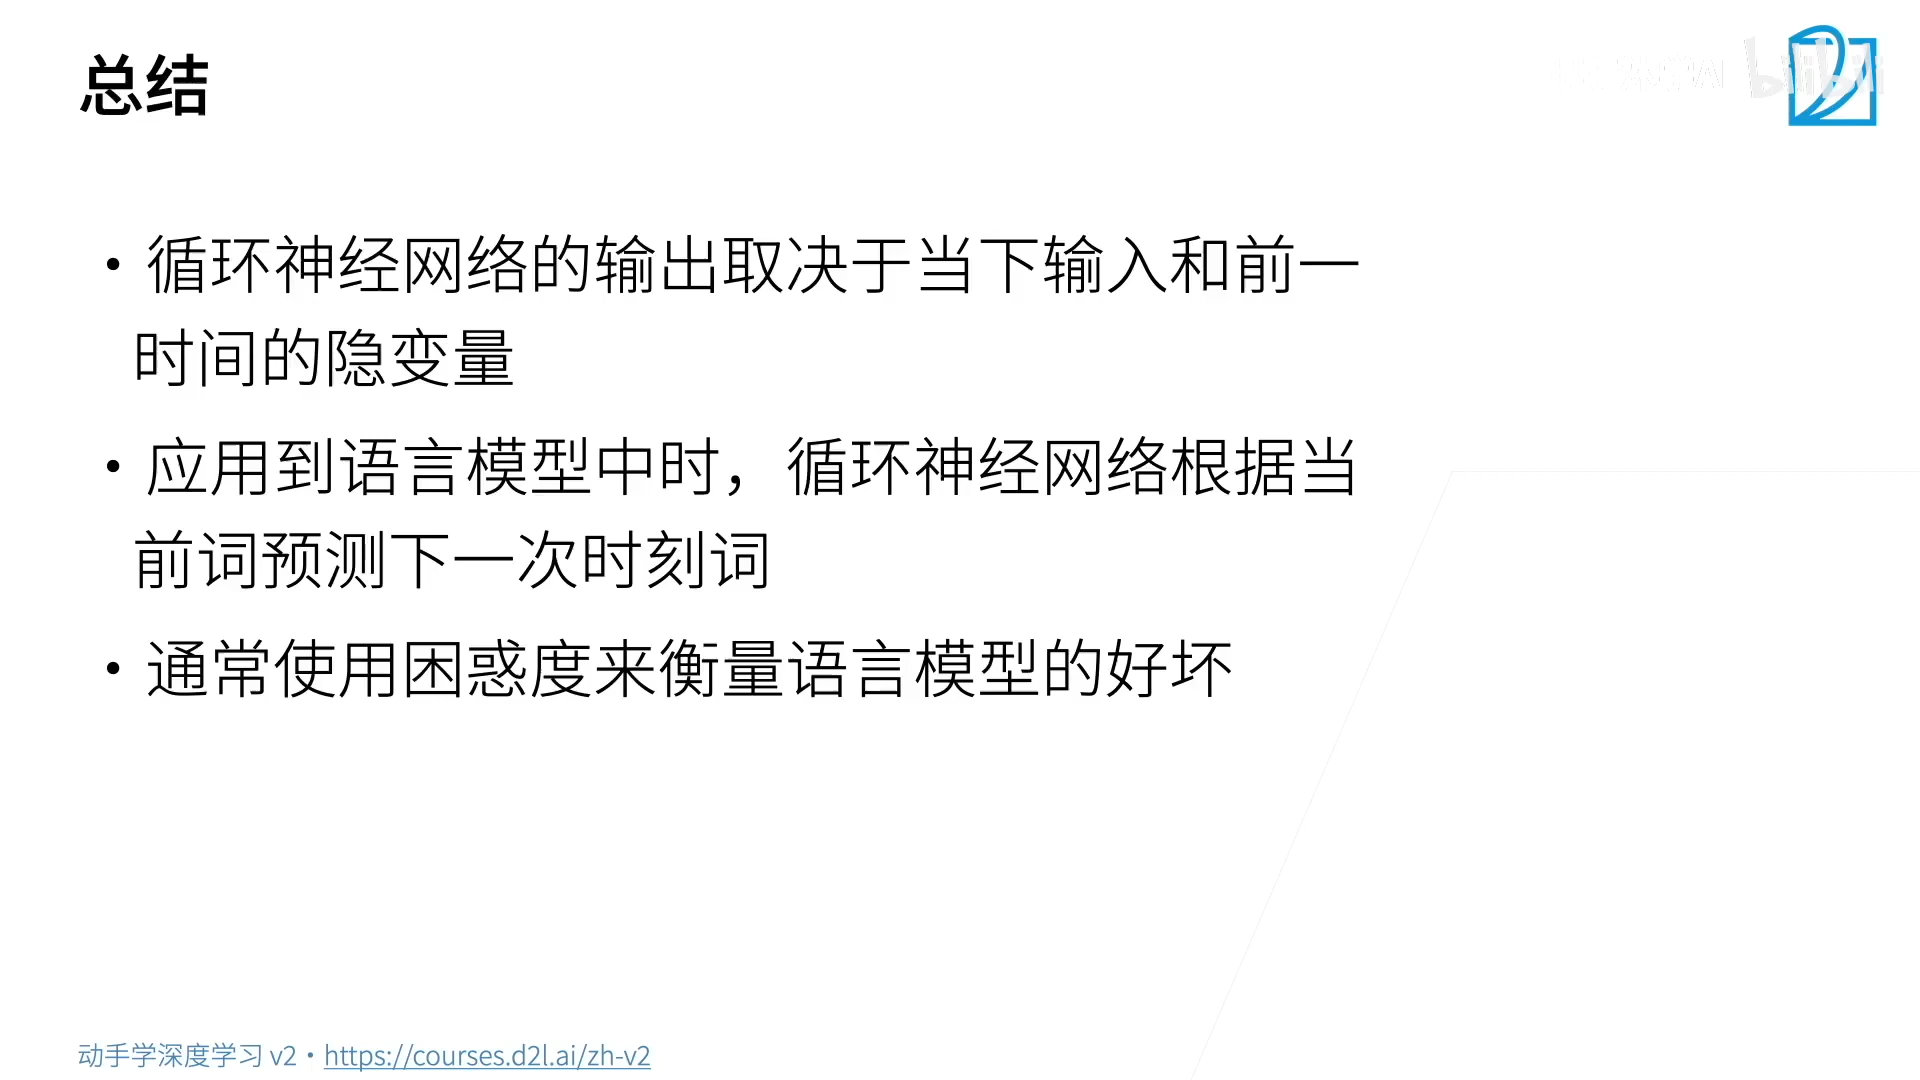 总结
bilibili
• 循环神经网络的输出取决于当下输入和前一
时间的隐变量
• 应用到语言模型中时，循环神经网络根据当
前词预测下一次时刻词
• 通常使用困惑度来衡量语言模型的好坏
动手学深度学习 v2 • https://courses.d2l.ai/zh-v2